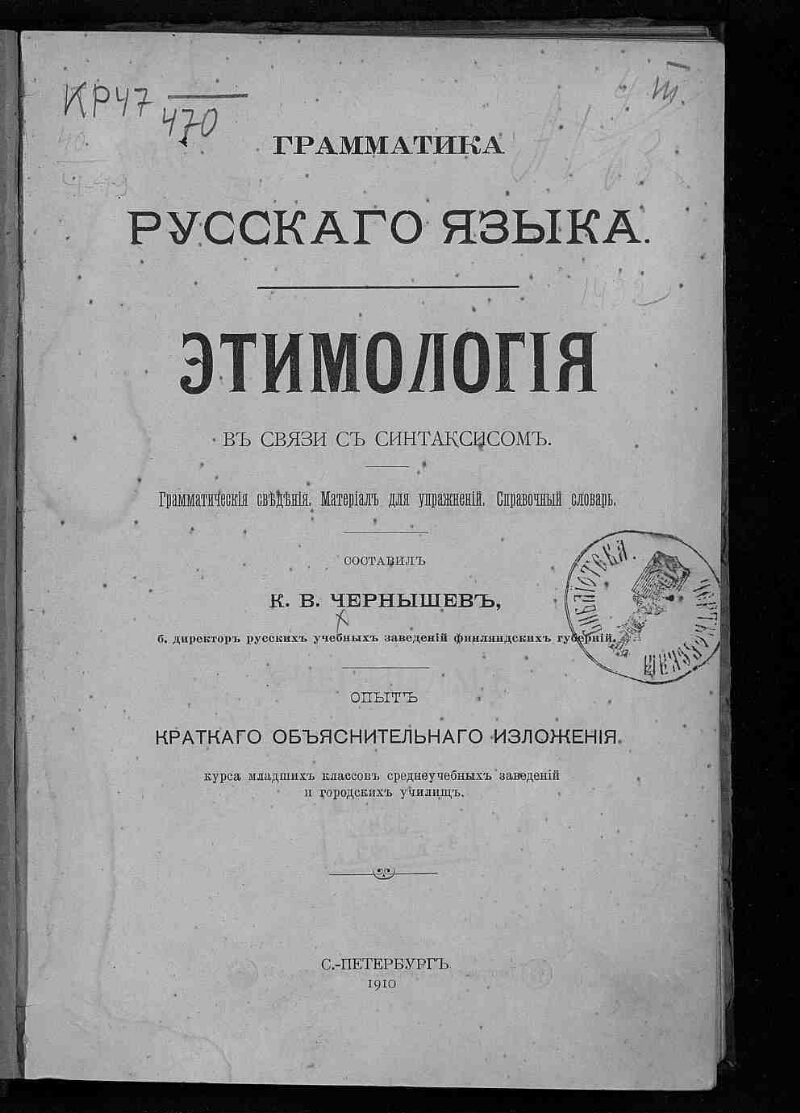 КР47
470
Ш.
ГРАММАТИКА
РУССКАГО ЯЗЫКА.
1432
ЭТИМОЛОГІЯ
ВЪ СВЯЗИ СЪ СИНТАКСИСОМЪ.
Грамматическія свѣдѣнія. Матеріалъ для упражненій. Справочный словарь.
СОСТАВИЛЪ
К. В. ЧЕРНЫШЕВЪ,
б. директоръ русскихъ учебныхъ заведеній финляндскихъ губерній.
БИБЛІОТЕКА.
ОПЫТЪ
КРАТКАГО ОБЪЯСНИТЕЛЬНАГО ИЗЛОЖЕНІЯ
курса младшихъ классовъ среднеучебныхъ заведеній
и городскихъ училищъ.
С.-ПЕТЕРБУРГЪ
1910